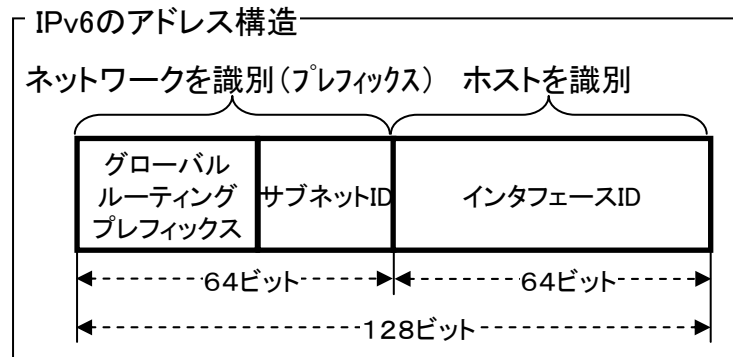 IPv6のアドレス構造
ネットワークを識別(プレフィックス) ホストを識別
グローバル
ルーティング
プレフィックス
サブネットID
インタフェースID
64ビット
64ビット
128ビット